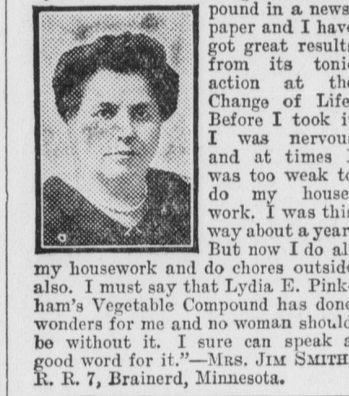 pound in a news
paper and I have
got great results
from its tonic
action at the
Change of Life
Before I took it
I was nervous
and at times I
was too weak to
do my house
work. I was this
way about a year
But now I do al
my housework and do chores outside
also. I must say that Lydia E. Pink
ham's Vegetable Compound has done
wonders for me and no woman should
be without it. I sure can speak a
good word for it."—MRS. JIM SMITH
R. R. 7, Brainerd, Minnesota.